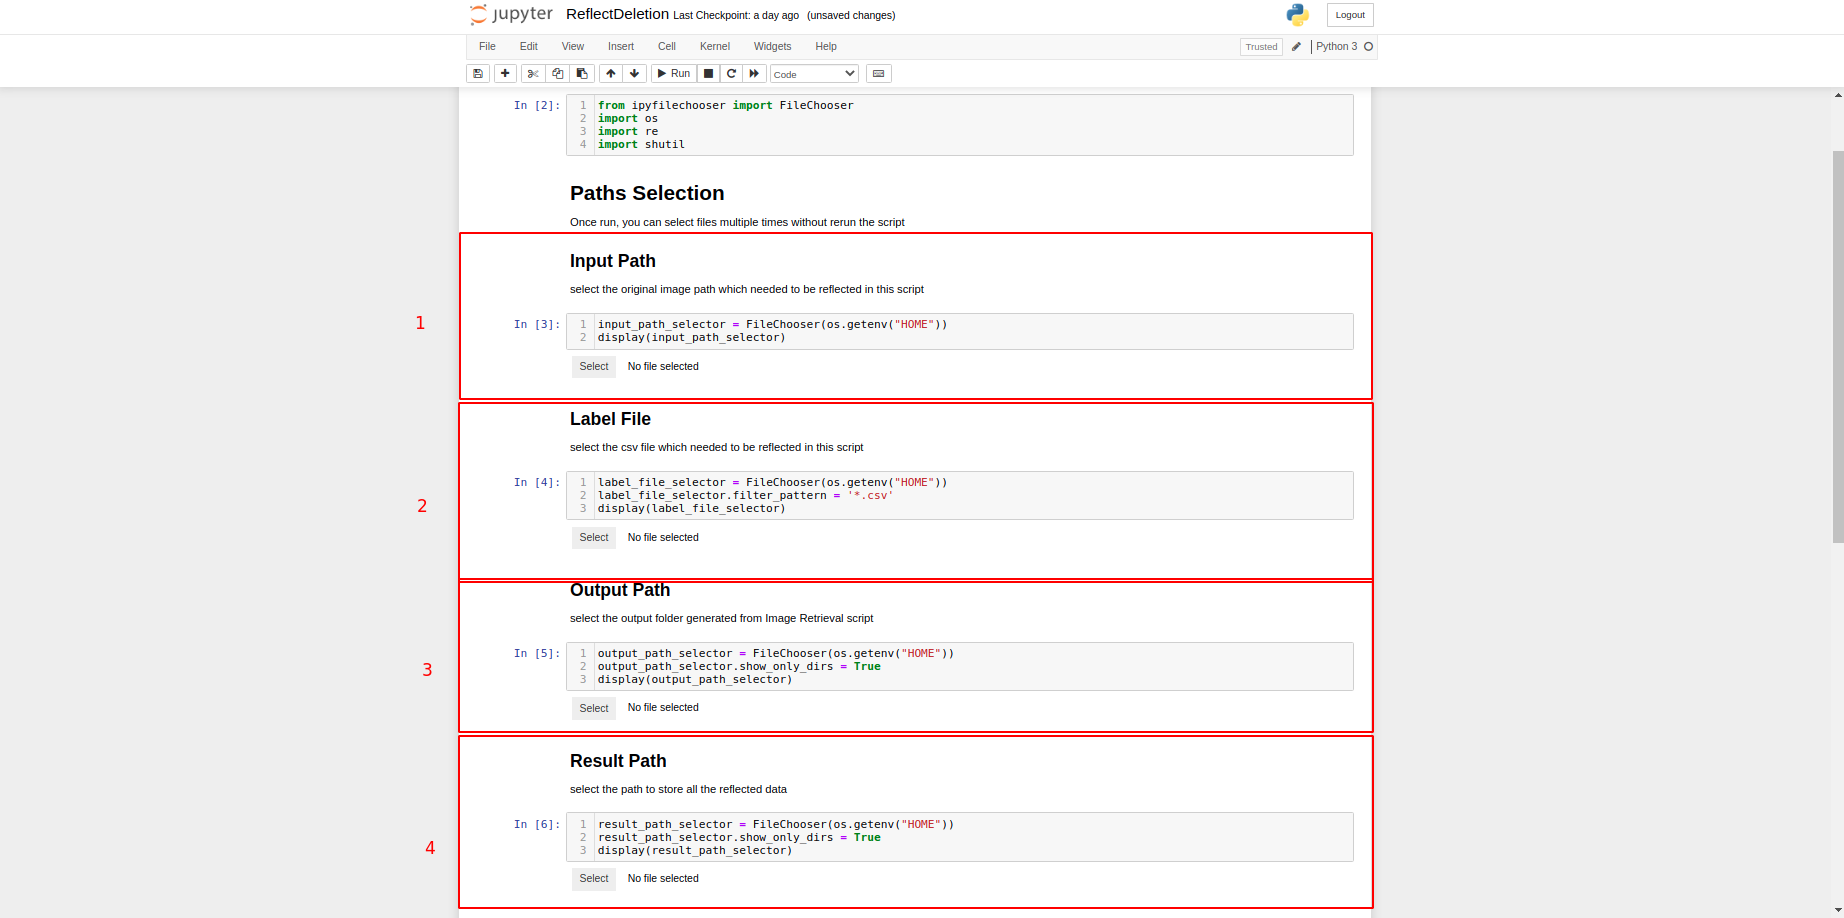 jupyter ReflectDeletion Last Checkpoint: a day ago (unsaved changes) Logout
File Edit View Insert Cell Kernel Widgets Help Trusted Python 3
Run Code
In [2]: 1 from ipyfilechooser import FileChooser
2 import os
3 import re
4 import shutil
Paths Selection
Once run, you can select files multiple times without rerun the script
Input Path
select the original image path which needed to be reflected in this script
1
In [3]: 1 input_path_selector = FileChooser(os.getenv("HOME"))
2 display(input_path_selector)
Select No file selected
Label File
select the csv file which needed to be reflected in this script
2
In [4]: 1 label_file_selector = FileChooser(os.getenv("HOME"))
2 label_file_selector.filter_pattern = '*.csv'
3 display(label_file_selector)
Select No file selected
Output Path
select the output folder generated from Image Retrieval script
3
In [5]: 1 output_path_selector = FileChooser(os.getenv("HOME"))
2 output_path_selector.show_only_dirs = True
3 display(output_path_selector)
Select No file selected
Result Path
select the path to store all the reflected data
4
In [6]: 1 result_path_selector = FileChooser(os.getenv("HOME"))
2 result_path_selector.show_only_dirs = True
3 display(result_path_selector)
Select No file selected